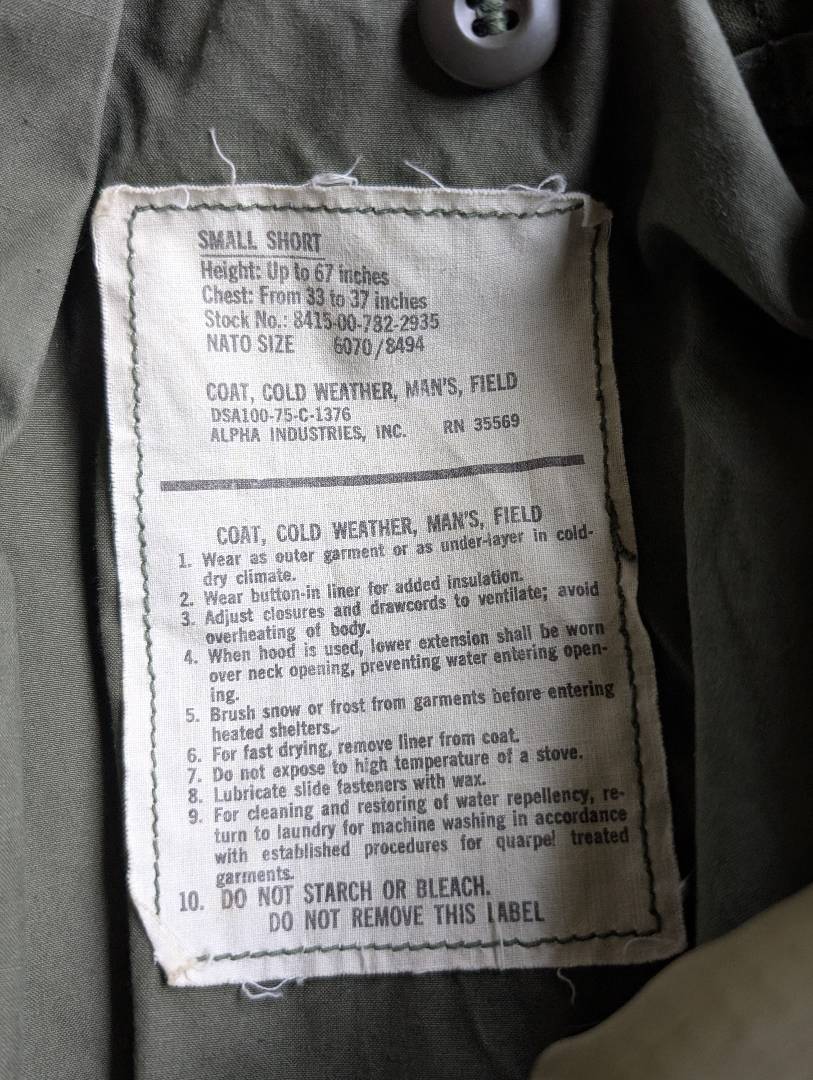 SMALL SHORT
Height: Up to 67 inches
Chest: From 33 to 37 inches
Stock No.: 8415-00-782-2935
NATO SIZE 6070/8494
COAT, COLD WEATHER, MAN'S, FIELD
DSA100-75-C-1376
ALPHA INDUSTRIES, INC. RN 35569
COAT, COLD WEATHER, MAN'S, FIELD
1. Wear as outer garment or as under-layer in cold-
dry climate.
2. Wear button-in liner for added insulation.
3. Adjust closures and drawcords to ventilate; avoid
overheating of body.
4. When hood is used, lower extension shall be worn
over neck opening, preventing water entering open-
ing.
5. Brush snow or frost from garments before entering
heated shelters.
6. For fast drying, remove liner from coat.
7. Do not expose to high temperature of a stove.
8. Lubricate slide fasteners with wax.
9. For cleaning and restoring of water repellency, re-
turn to laundry for machine washing in accordance
with established procedures for quarpel treated
garments.
10. DO NOT STARCH OR BLEACH.
DO NOT REMOVE THIS LABEL